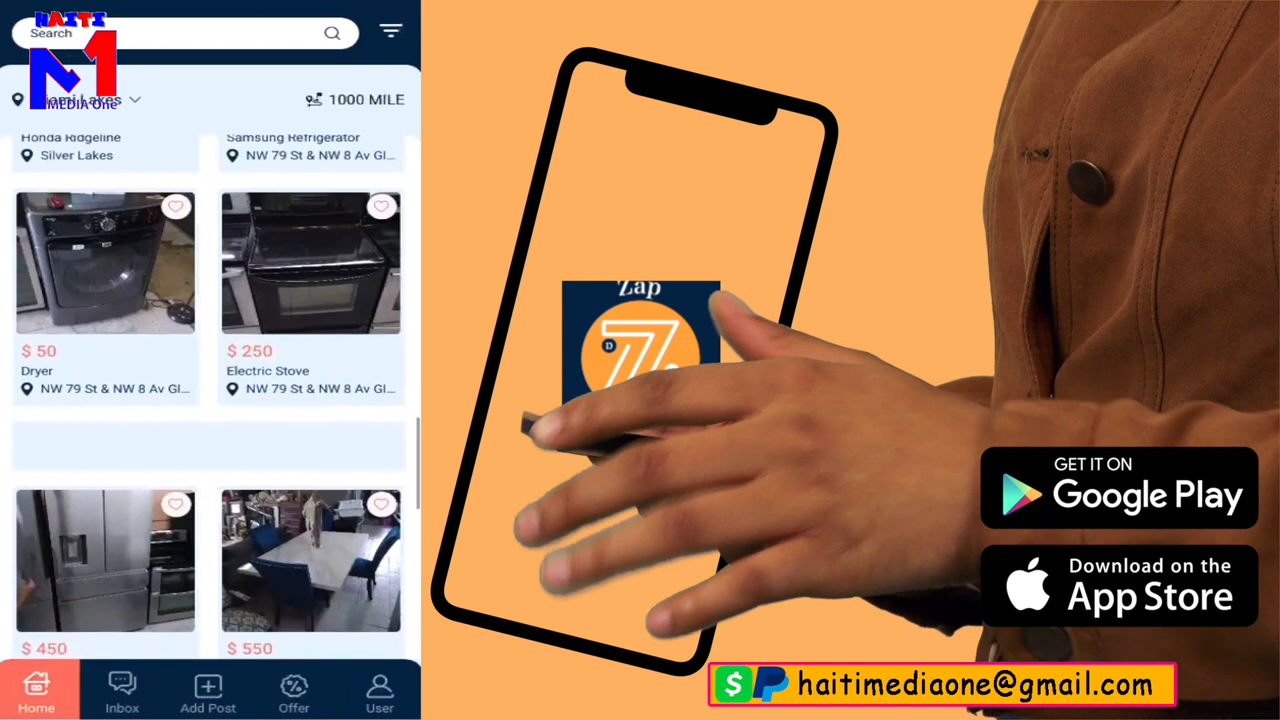 HAITI
Search
M1
MEDIA One
Miami Lakes
1000 MILE
Honda Ridgeline
Silver Lakes
Samsung Refrigerator
NW 79 St & NW 8 Av Gl...
$ 50
Dryer
NW 79 St & NW 8 Av Gl...
$ 250
Electric Stove
NW 79 St & NW 8 Av Gl...
$ 450
$ 550
Home
Inbox
Add Post
Offer
User
Zap
D
Z
GET IT ON
Google Play
Download on the
App Store
$ haitimediaone@gmail.com